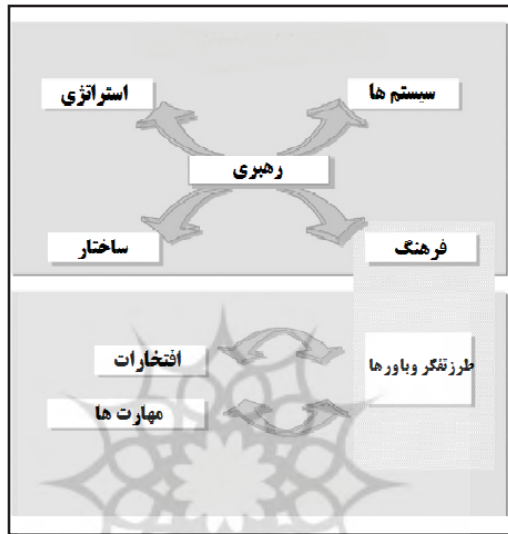 سیستم ها
استراتژی
رهبری
فرهنگ
ساختار
افتخارات
طرزتفکر وباورها
مهارت ها